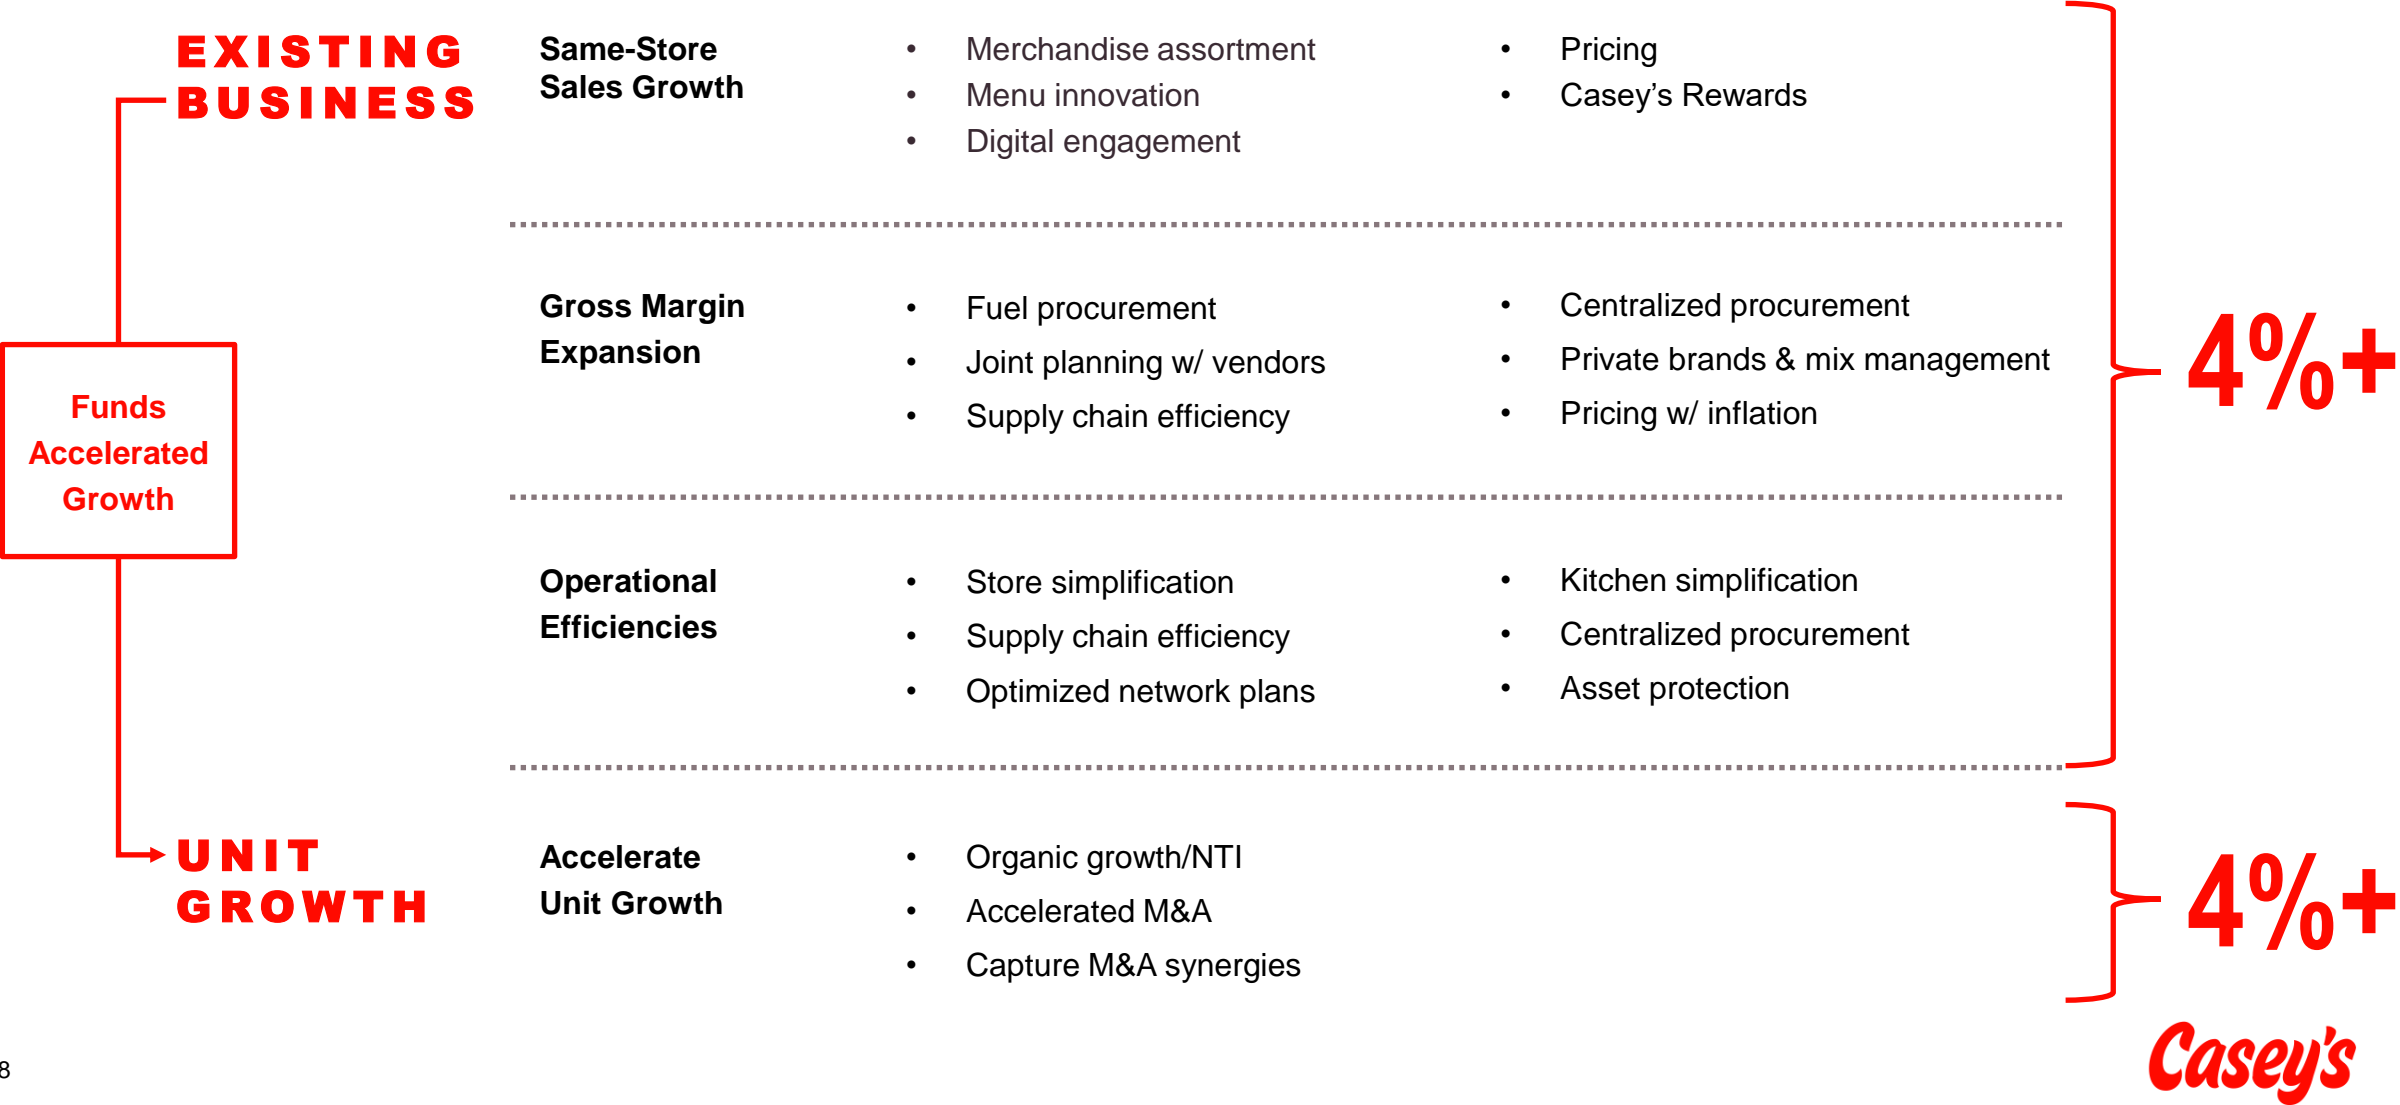 EXISTING
BUSINESS
Same-Store
Sales Growth
• Merchandise assortment
• Menu innovation
• Digital engagement
• Pricing
• Casey’s Rewards
Gross Margin
Expansion
• Fuel procurement
• Joint planning w/ vendors
• Supply chain efficiency
• Centralized procurement
• Private brands & mix management
• Pricing w/ inflation
4%+
Funds
Accelerated
Growth
Operational
Efficiencies
• Store simplification
• Supply chain efficiency
• Optimized network plans
• Kitchen simplification
• Centralized procurement
• Asset protection
UNIT
GROWTH
Accelerate
Unit Growth
• Organic growth/NTI
• Accelerated M&A
• Capture M&A synergies
4%+
Casey's
8